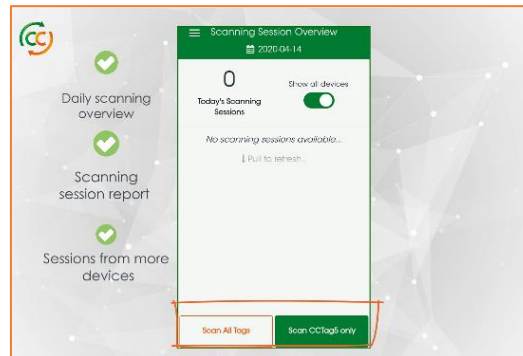 CC
Daily scanning
overview
Scanning
session report
Sessions from more
devices
Scanning Session Overview
2020-04-14
0
Today's Scanning
Sessions
Show all devices
No scanning sessions available...
Pull to refresh...
Scan All Tags
Scan CCTag5 only